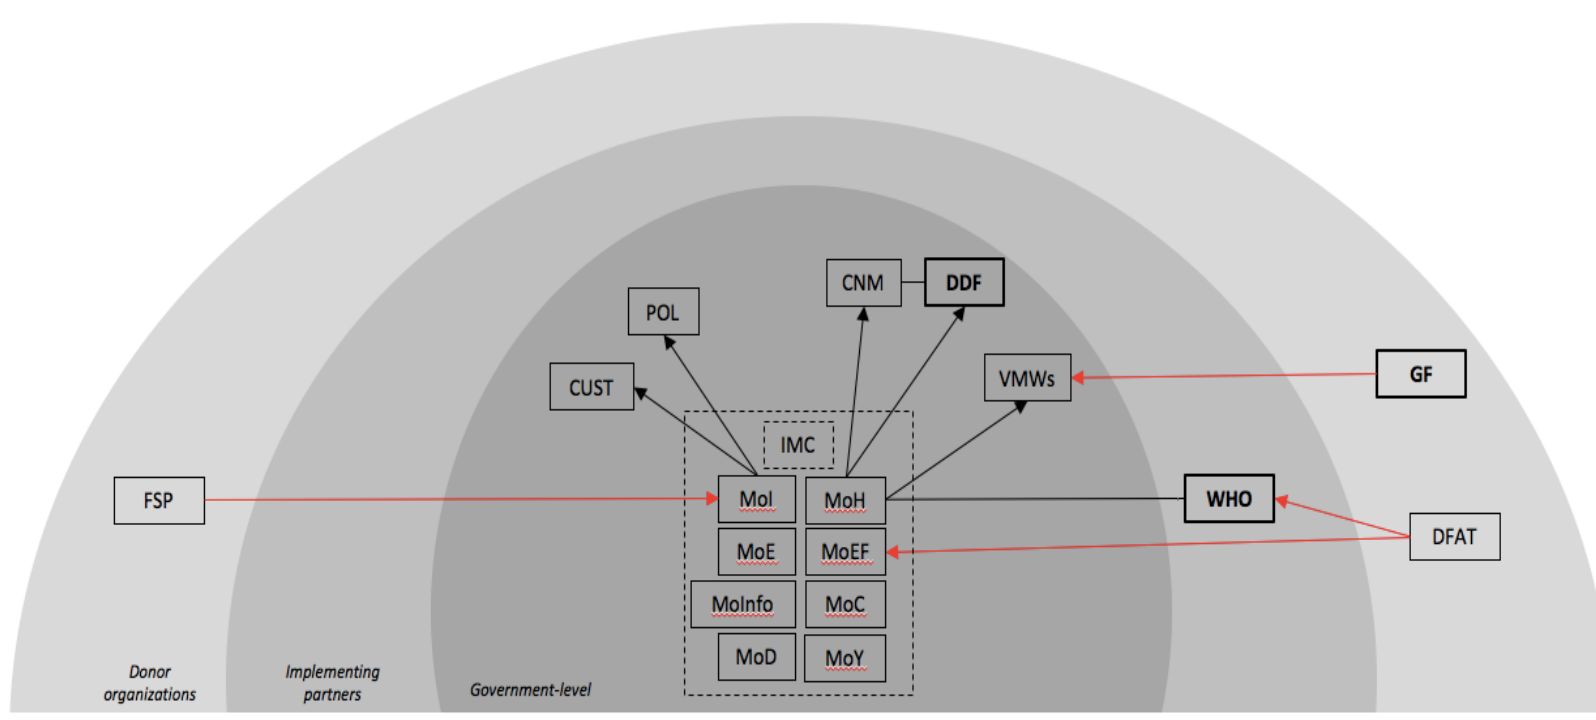 CNM
DDF
POL
VMWs
GF
CUST
IMC
FSP
MoI
MoH
WHO
DFAT
MoE
MoEF
MoInfo
MoC
MoD
MoY
Donor
organizations
Implementing
partners
Government-level